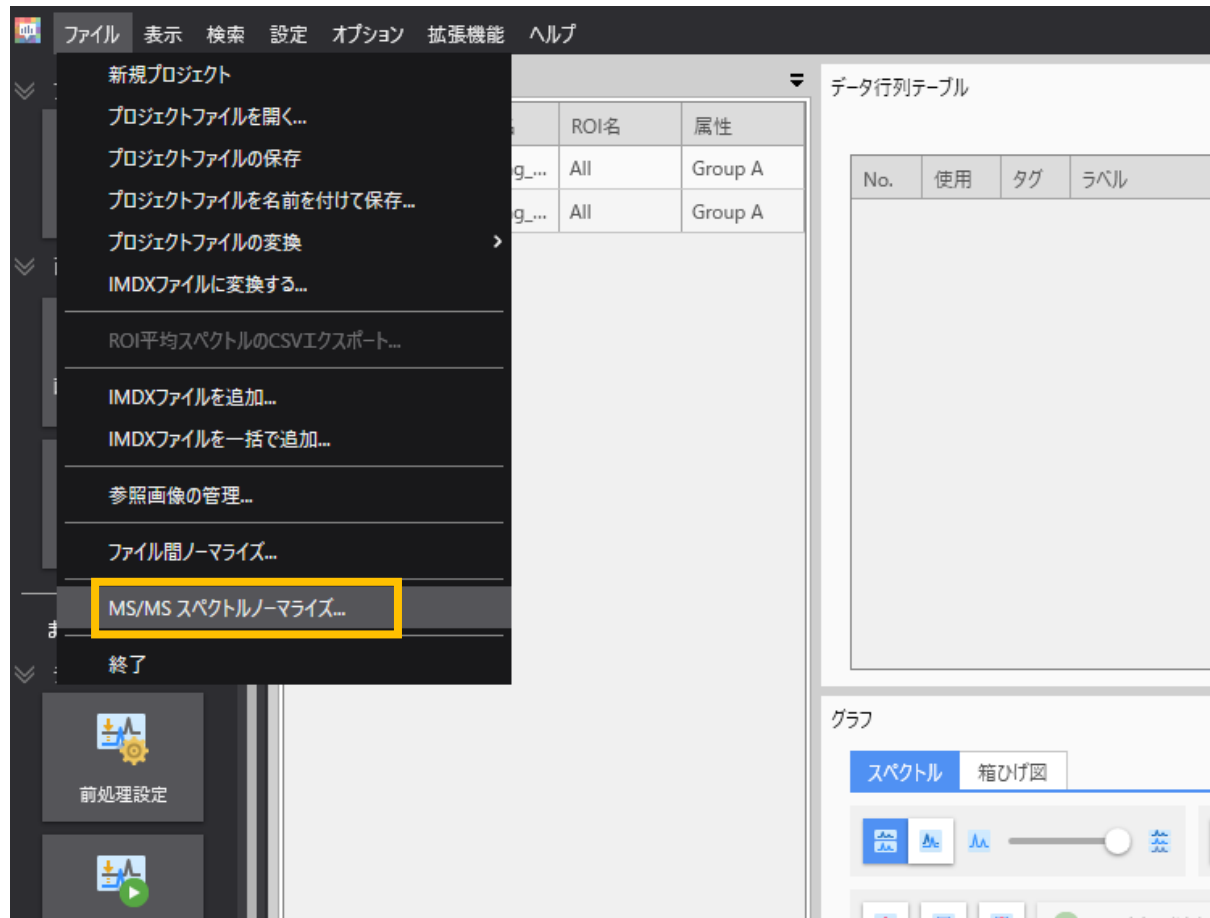 ファイル 表示 検索 設定 オプション 拡張機能 ヘルプ
新規プロジェクト
プロジェクトファイルを開く...
プロジェクトファイルの保存
プロジェクトファイルを名前を付けて保存...
プロジェクトファイルの変換
IMDXファイルに変換する...
ROI平均スペクトルのCSVエクスポート...
IMDXファイルを追加...
IMDXファイルを一括で追加...
参照画像の管理...
ファイル間ノーマライズ...
MS/MS スペクトルノーマライズ...
終了
前処理設定
ROI名 属性
g_... All Group A
g_... All Group A
データ行列テーブル
No. 使用 タグ ラベル
グラフ
スペクトル 箱ひげ図